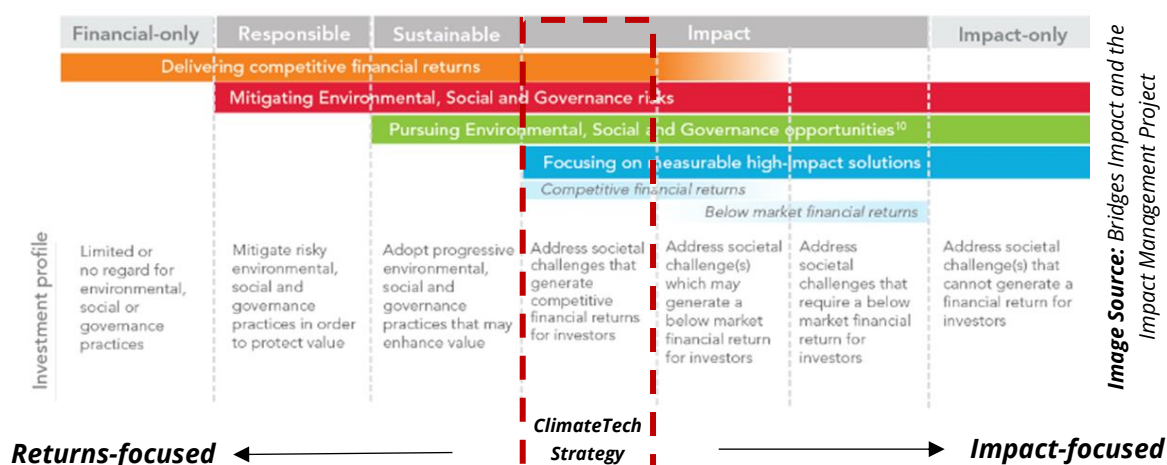 Financial-only
Responsible
Sustainable
Impact
Impact-only
Delivering competitive financial returns
Mitigating Environmental, Social and Governance risks
Pursuing Environmental, Social and Governance opportunities¹⁰
Focusing on measurable high-impact solutions
Competitive financial returns
Below market financial returns
Investment profile
Limited or
no regard for
environmental,
social or
governance
practices
Mitigate risky
environmental,
social and
governance
practices in order
to protect value
Adopt progressive
environmental,
social and
governance
practices that may
enhance value
Address societal
challenges that
generate
competitive
financial returns
for investors
Address societal
challenge(s)
which may
generate a
below market
financial return
for investors
Address
societal
challenges that
require a below
market financial
return for
investors
Address societal
challenge(s) that
cannot generate a
financial return for
investors
Image Source: Bridges Impact and the
Impact Management Project
Returns-focused
ClimateTech
Strategy
Impact-focused